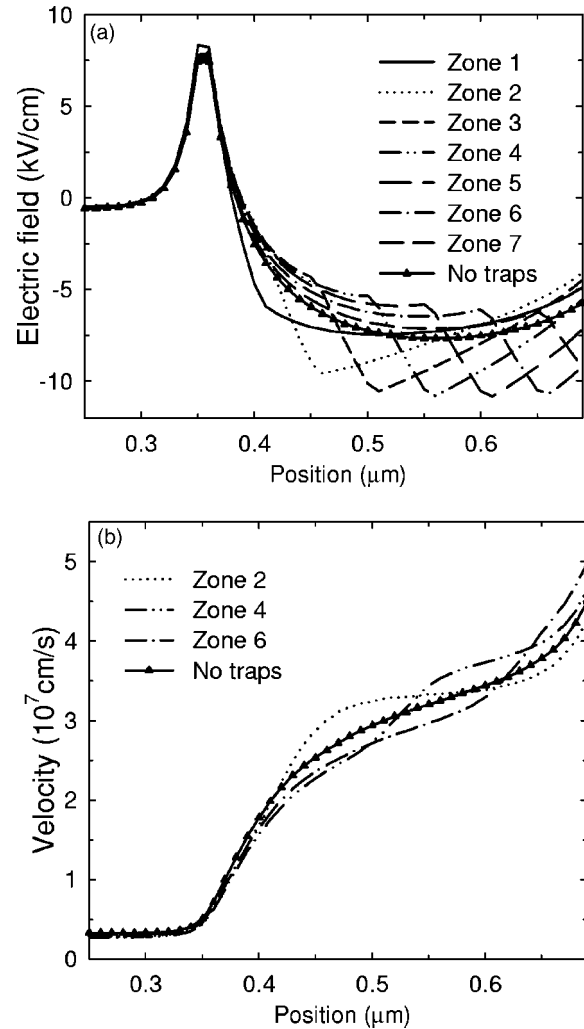 (a)
10
5
0
-5
-10
Electric field (kV/cm)
Zone 1
Zone 2
Zone 3
Zone 4
Zone 5
Zone 6
Zone 7
No traps
0.3
0.4
0.5
0.6
Position (μm)
(b)
5
4
3
2
1
0
Velocity (10⁷cm/s)
Zone 2
Zone 4
Zone 6
No traps
0.3
0.4
0.5
0.6
Position (μm)